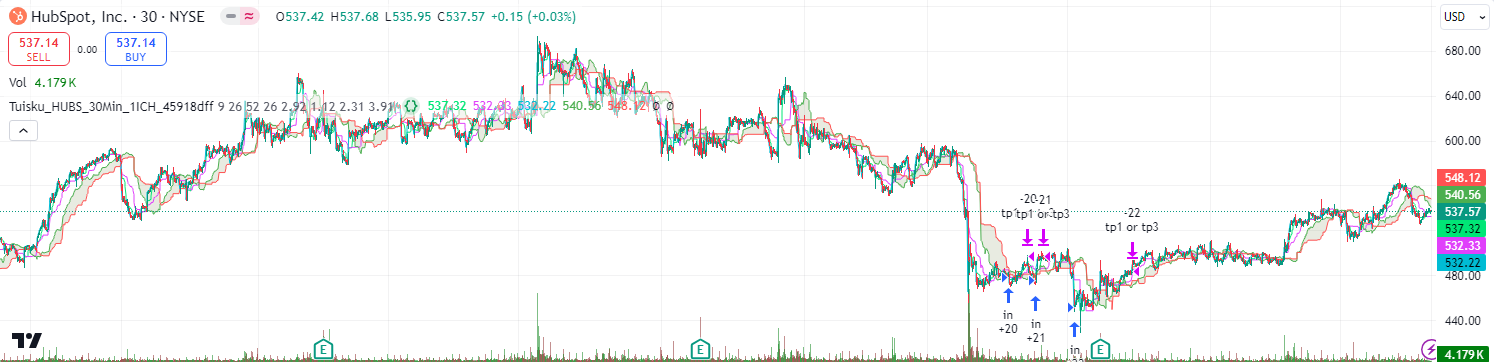 HubSpot, Inc. · 30 · NYSE O537.42 H537.68 L535.95 C537.57 +0.15 (+0.03%)
USD
537.14 0.00 537.14
SELL BUY
Vol 4.179 K
Tuisku_HUBS_30Min_1ICH_45918dff 9 26 52 26 2.92 1.12 2.31 3.91 537.32 532.33 532.22 540.56 548.12 Ø Ø
680.00
640.00
600.00
548.12
540.56
537.57
537.32
532.33
532.22
480.00
440.00
4.179 K
-20 -21
tp1 or tp3
-22
tp1 or tp3
in
+20
in
+21
in
E
E
E